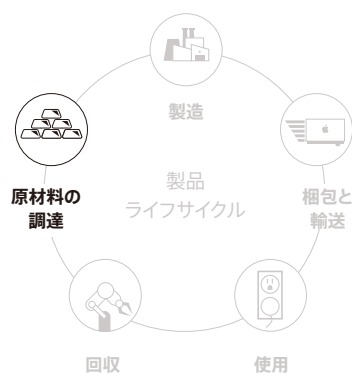 製造
原材料の
調達
製品
ライフサイクル
梱包と
輸送
回収
使用